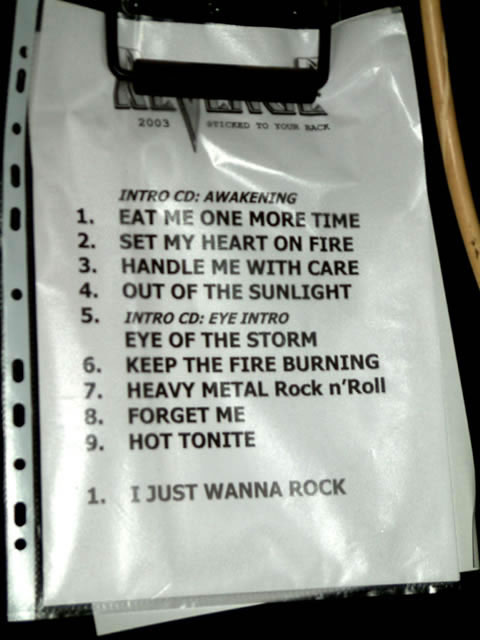 REVENGE
2003 STICKED TO YOUR BACK
INTRO CD: AWAKENING
1. EAT ME ONE MORE TIME
2. SET MY HEART ON FIRE
3. HANDLE ME WITH CARE
4. OUT OF THE SUNLIGHT
5. INTRO CD: EYE INTRO
EYE OF THE STORM
6. KEEP THE FIRE BURNING
7. HEAVY METAL Rock n'Roll
8. FORGET ME
9. HOT TONITE
1. I JUST WANNA ROCK